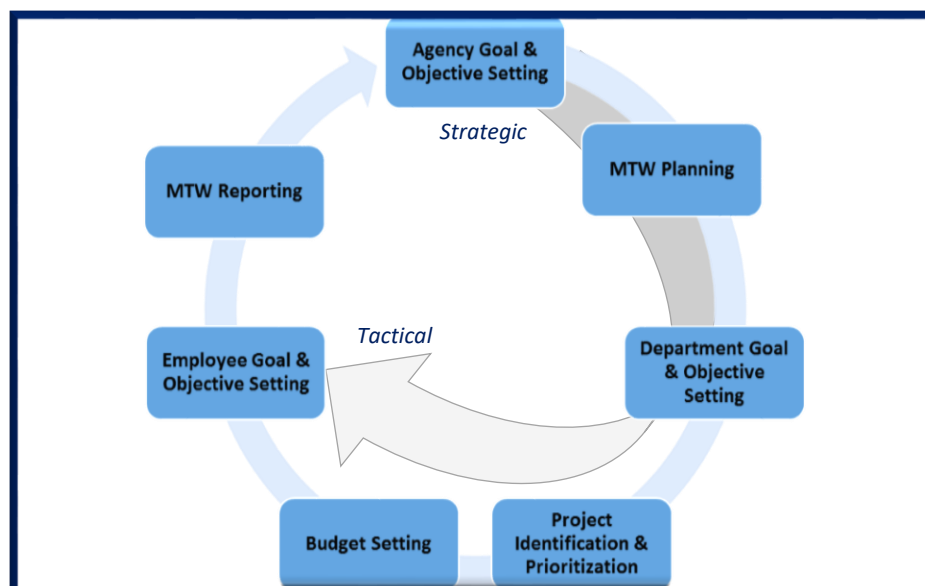 Agency Goal &
Objective Setting
Strategic
MTW Planning
MTW Reporting
Tactical
Department Goal
& Objective
Setting
Employee Goal &
Objective Setting
Budget Setting
Project
Identification &
Prioritization